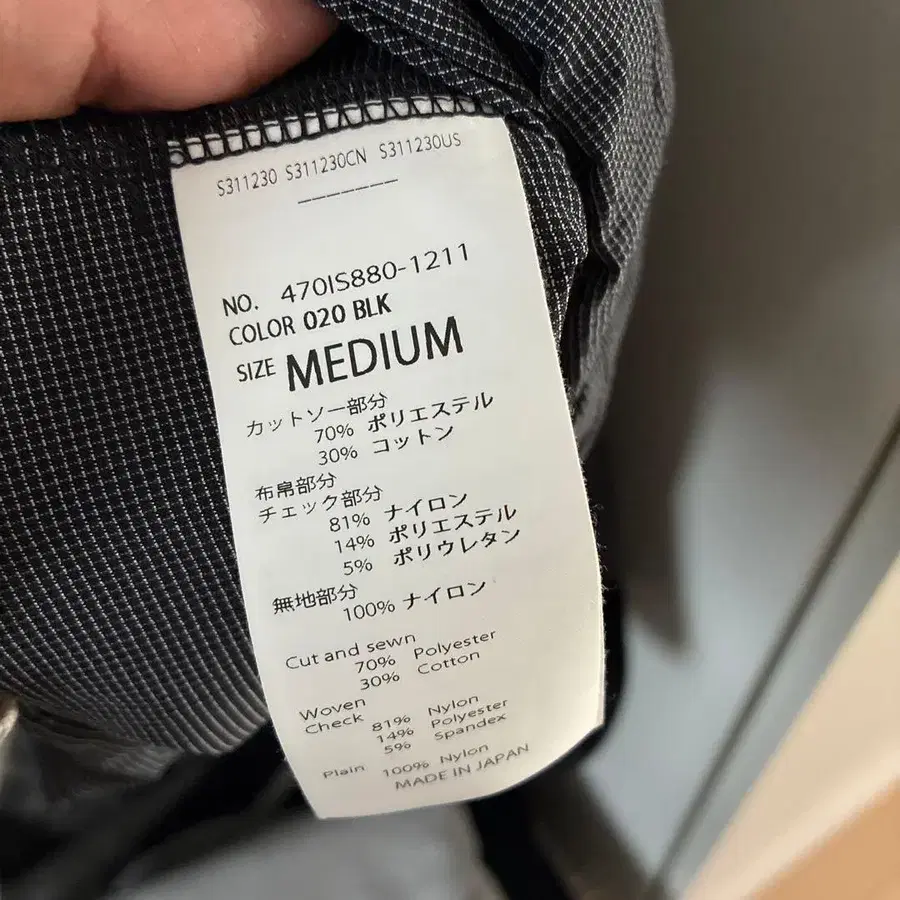 S311230 S311230CN S311230US
NO. 470IS880-1211
COLOR 020 BLK
SIZE MEDIUM
カットソー部分
70% ポリエステル
30% コットン
布帛部分
チェック部分
81% ナイロン
14% ポリエステル
5% ポリウレタン
無地部分
100% ナイロン
Cut and sewn
70% Polyester
30% Cotton
Woven
Check
81% Nylon
14% Polyester
5% Spandex
Plain 100% Nylon
MADE IN JAPAN